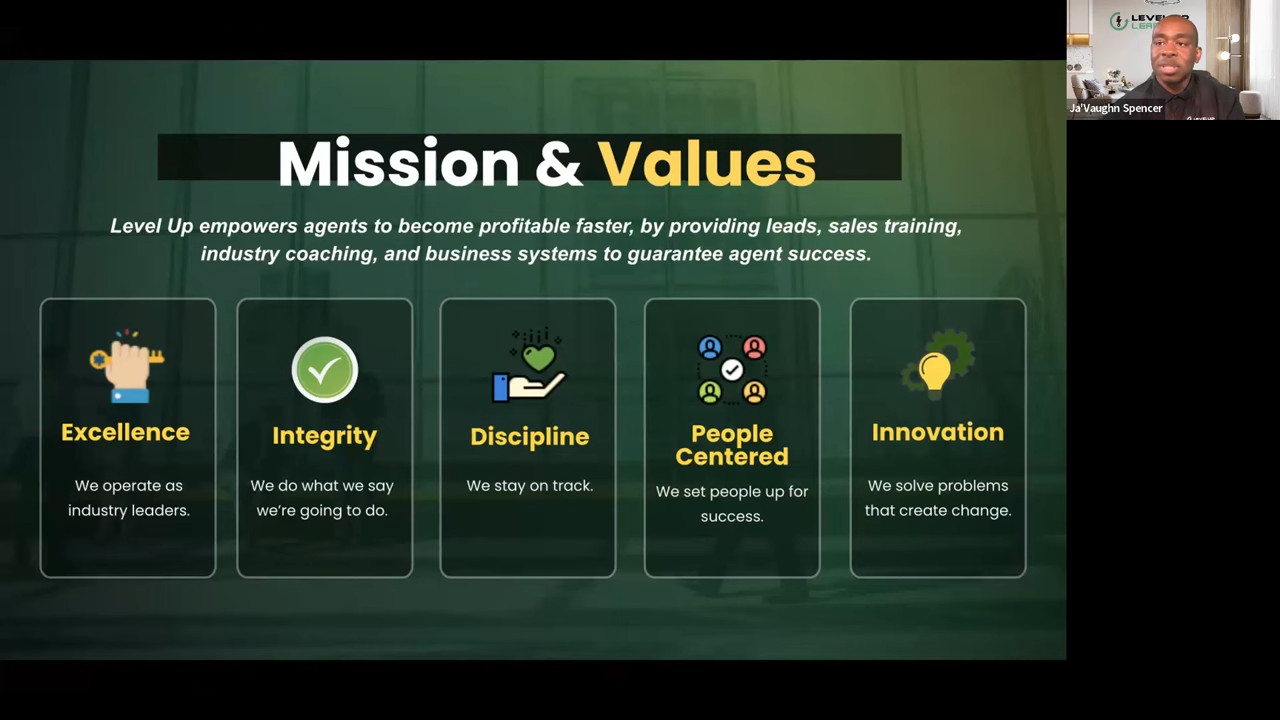 Mission & Values
Level Up empowers agents to become profitable faster, by providing leads, sales training,
industry coaching, and business systems to guarantee agent success.
Excellence
We operate as
industry leaders.
Integrity
We do what we say
we’re going to do.
Discipline
We stay on track.
People
Centered
We set people up for
success.
Innovation
We solve problems
that create change.
Ja'Vaughn Spencer